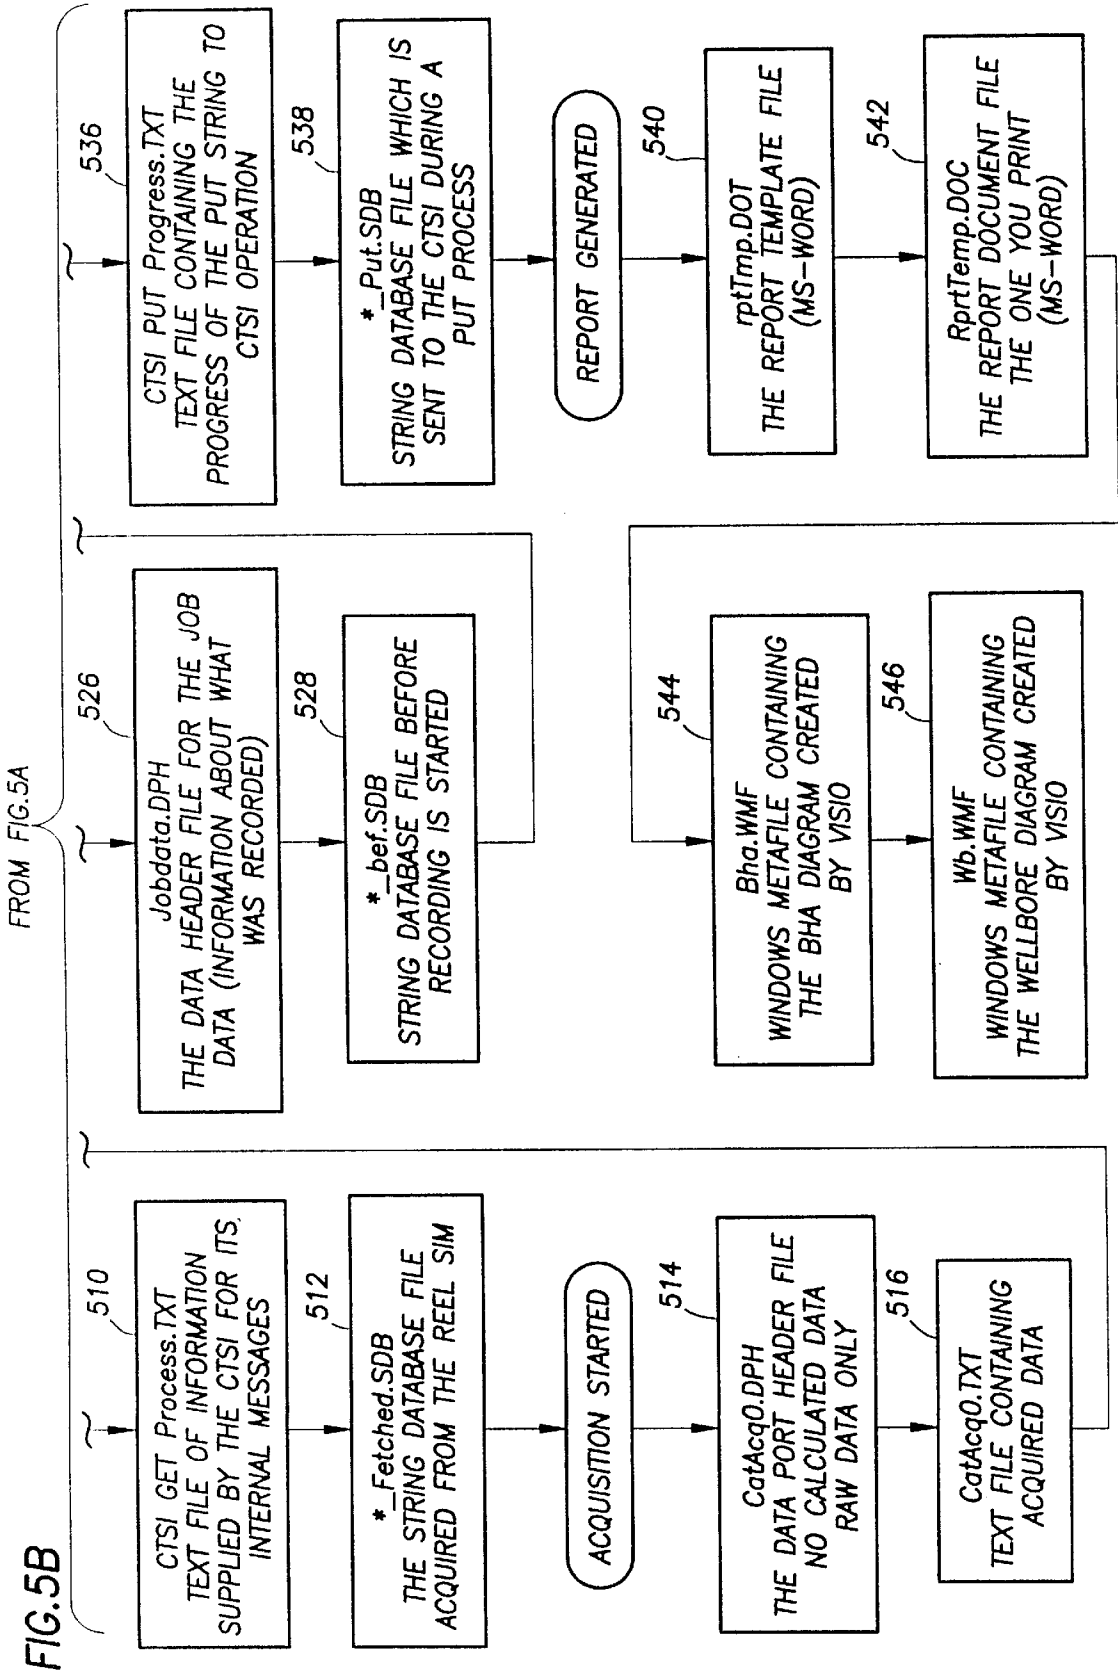 FIG.5B
FROM FIG.5A
510
CTSI GET Process.TXT
TEXT FILE OF INFORMATION
SUPPLIED BY THE CTSI FOR ITS
INTERNAL MESSAGES
512
*_Fetched.SDB
THE STRING DATABASE FILE
ACQUIRED FROM THE REEL SIM
ACQUISITION STARTED
514
CatAcq0.DPH
THE DATA PORT HEADER FILE
NO CALCULATED DATA
RAW DATA ONLY
516
CatAcq0.TXT
TEXT FILE CONTAINING
ACQUIRED DATA
526
Jobdata.DPH
THE DATA HEADER FILE FOR THE JOB
DATA (INFORMATION ABOUT WHAT
WAS RECORDED)
528
*_bef.SDB
STRING DATABASE FILE BEFORE
RECORDING IS STARTED
536
CTSI PUT Progress.TXT
TEXT FILE CONTAINING THE
PROGRESS OF THE PUT STRING TO
CTSI OPERATION
538
*_Put.SDB
STRING DATABASE FILE WHICH IS
SENT TO THE CTSI DURING A
PUT PROCESS
REPORT GENERATED
540
rptTmp.DOT
THE REPORT TEMPLATE FILE
(MS-WORD)
542
RprtTemp.DOC
THE REPORT DOCUMENT FILE
THE ONE YOU PRINT
(MS-WORD)
544
Bha.WMF
WINDOWS METAFILE CONTAINING
THE BHA DIAGRAM CREATED
BY VISIO
546
Wb.WMF
WINDOWS METAFILE CONTAINING
THE WELLBORE DIAGRAM CREATED
BY VISIO